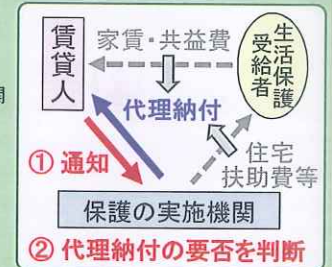 賃貸人
家賃・共益費
生活保護
受給者
代理納付
① 通知
住宅
扶助費等
保護の実施機関
② 代理納付の要否を判断
関